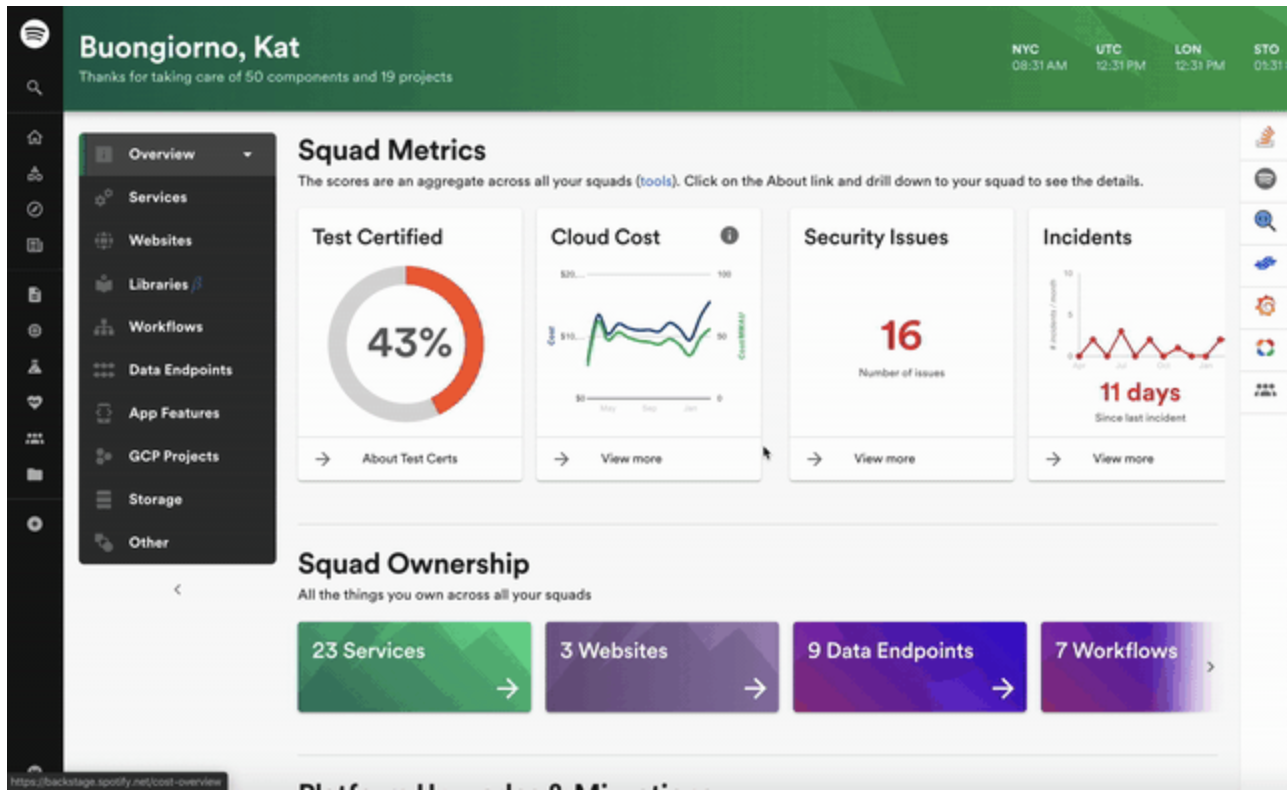 Buongiorno, Kat
Thanks for taking care of 50 components and 19 projects
NYC
08:31 AM
UTC
12:31 PM
LON
12:31 PM
STO
Overview
Services
Websites
Libraries β
Workflows
Data Endpoints
App Features
GCP Projects
Storage
Other
Squad Metrics
The scores are an aggregate across all your squads (tools). Click on the About link and drill down to your squad to see the details.
Test Certified
43%
About Test Certs
Cloud Cost
$20...
100
$10...
50
$0
0
Cost
May Sep Jan
View more
Security Issues
16
Number of issues
View more
Incidents
# incidents / month
10
5
0
Apr Jul Oct Jan
11 days
Since last incident
View more
Squad Ownership
All the things you own across all your squads
23 Services
3 Websites
9 Data Endpoints
7 Workflows
https://backstage.spotify.net/cost-overview